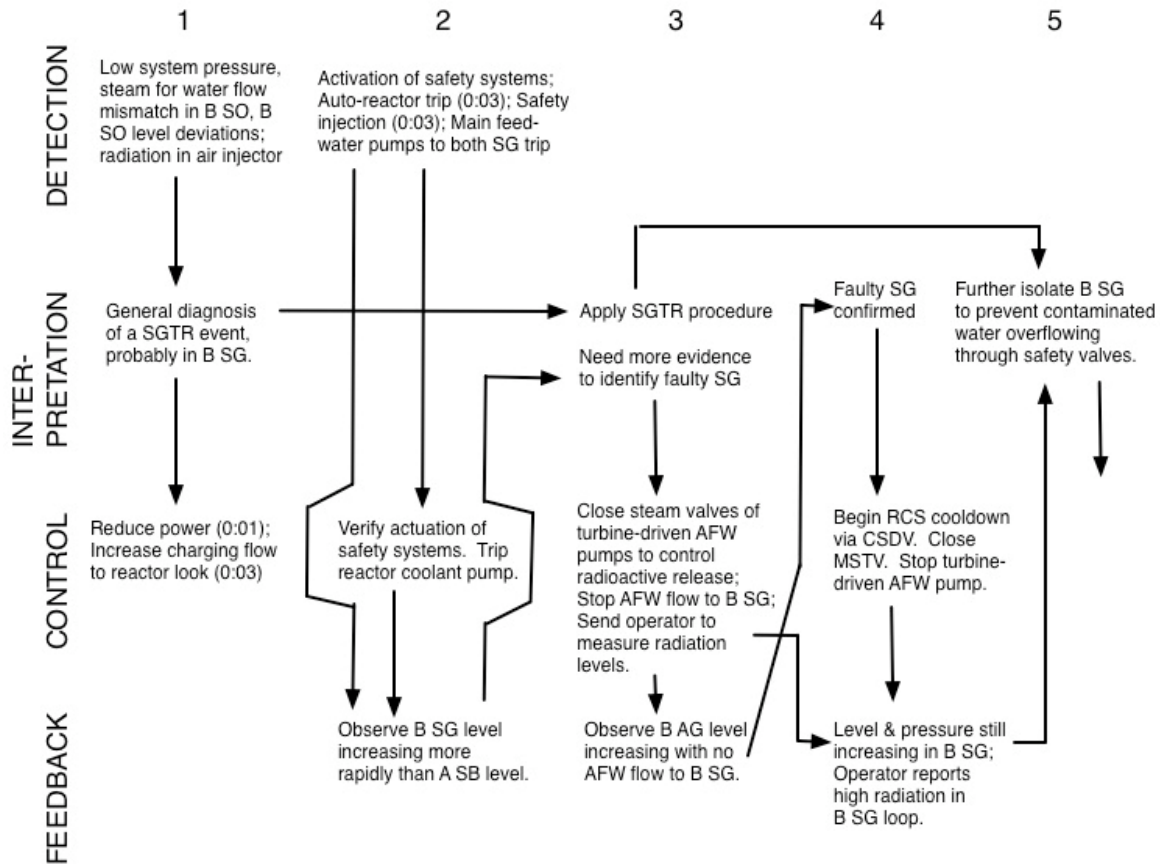 1
2
3
4
5
DETECTION
Low system pressure,
steam for water flow
mismatch in B SO, B
SO level deviations;
radiation in air injector
Activation of safety systems;
Auto-reactor trip (0:03); Safety
injection (0:03); Main feed-
water pumps to both SG trip
INTER-
PRETATION
General diagnosis
of a SGTR event,
probably in B SG.
Apply SGTR procedure
Need more evidence
to identify faulty SG
Faulty SG
confirmed
Further isolate B SG
to prevent contaminated
water overflowing
through safety valves.
CONTROL
Reduce power (0:01);
Increase charging flow
to reactor look (0:03)
Verify actuation of
safety systems. Trip
reactor coolant pump.
Close steam valves of
turbine-driven AFW
pumps to control
radioactive release;
Stop AFW flow to B SG;
Send operator to
measure radiation
levels.
Begin RCS cooldown
via CSDV. Close
MSTV. Stop turbine-
driven AFW pump.
FEEDBACK
Observe B SG level
increasing more
rapidly than A SB level.
Observe B AG level
increasing with no
AFW flow to B SG.
Level & pressure still
increasing in B SG;
Operator reports
high radiation in
B SG loop.